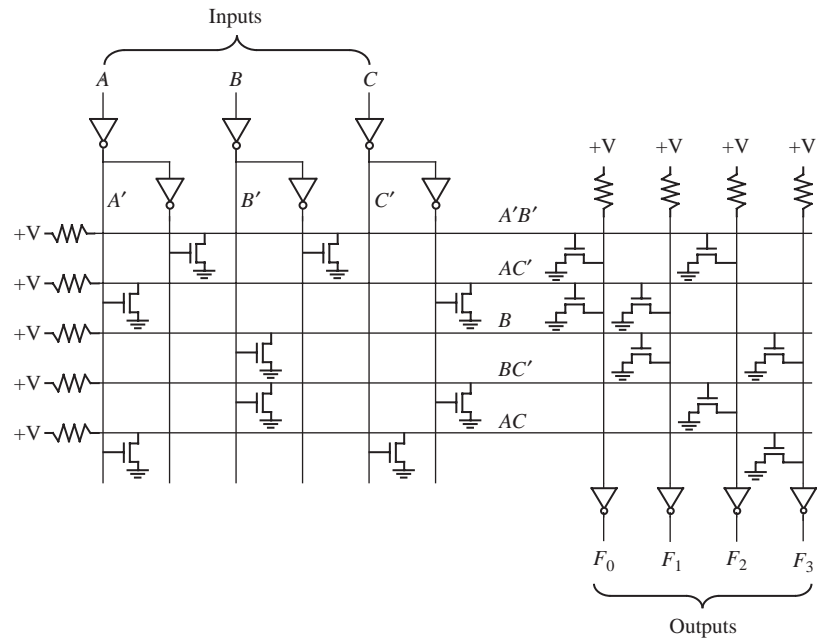 Inputs
A B C
+V +V +V +V
A′ B′ C′
A′B′
+V
AC′
+V
B
+V
BC′
+V
AC
+V
F0 F1 F2 F3
Outputs